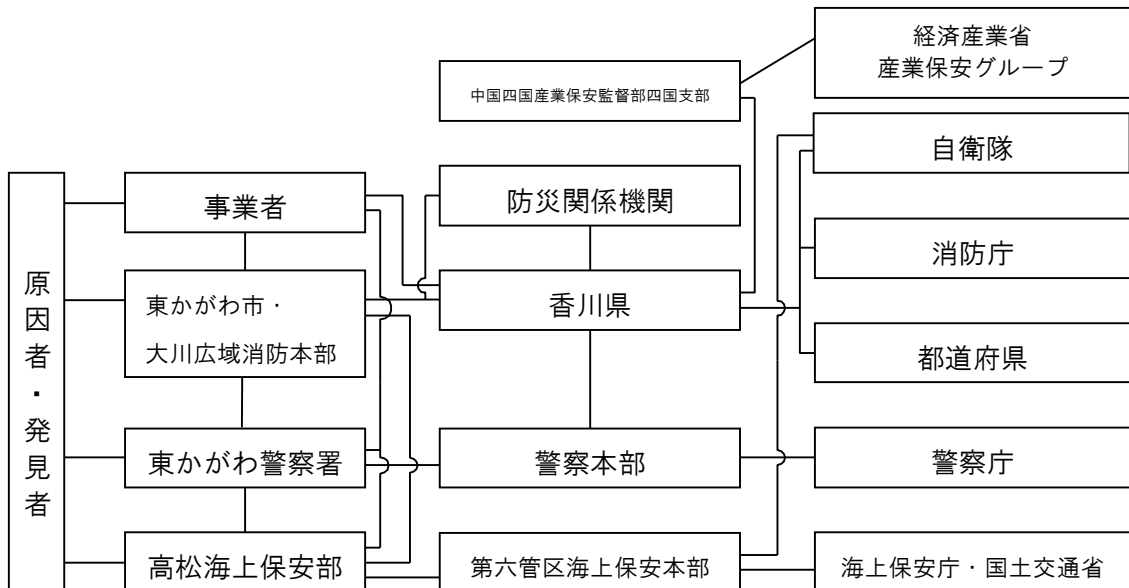 経済産業省
産業保安グループ
中国四国産業保安監督部四国支部
自衛隊
事業者
防災関係機関
消防庁
原因者・発見者
東かがわ市・
大川広域消防本部
香川県
都道府県
東かがわ警察署
警察本部
警察庁
高松海上保安部
第六管区海上保安本部
海上保安庁・国土交通省